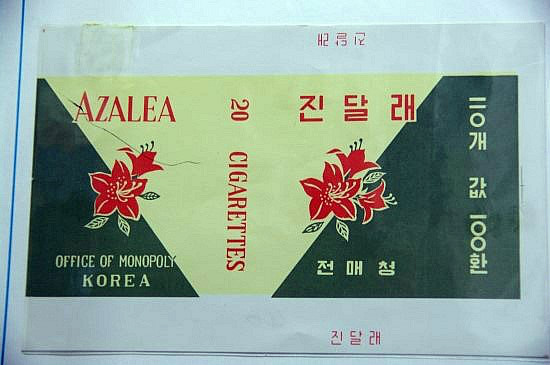 AZALEA
OFFICE OF MONOPOLY
KOREA
20 CIGARETTES
진달래
전매청
二〇개 값 100환
진달래